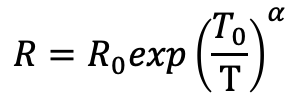 R = R₀exp(T₀/T)^α